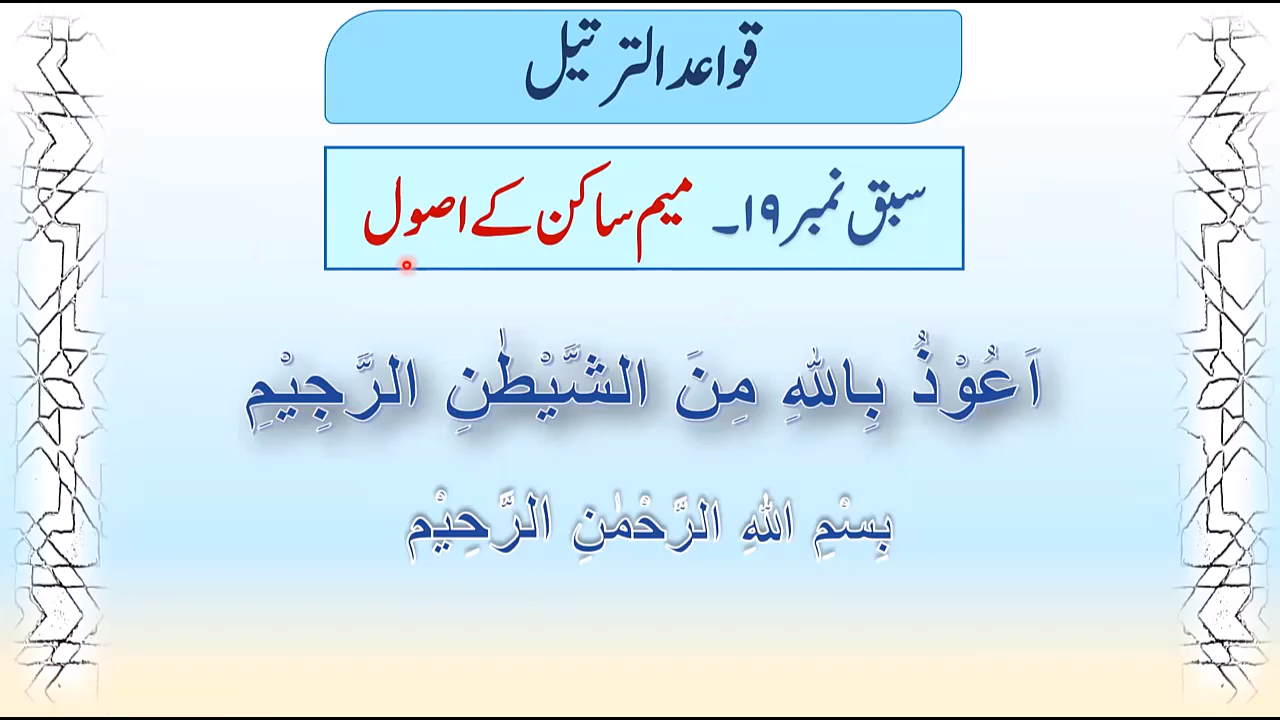 قواعد الترتیل
سبق نمبر ۱۹۔ میم ساکن کے اصول
اَعُوْذُ بِاللّٰهِ مِنَ الشَّیْطٰنِ الرَّجِیْمِ
بِسْمِ اللّٰهِ الرَّحْمٰنِ الرَّحِیْم